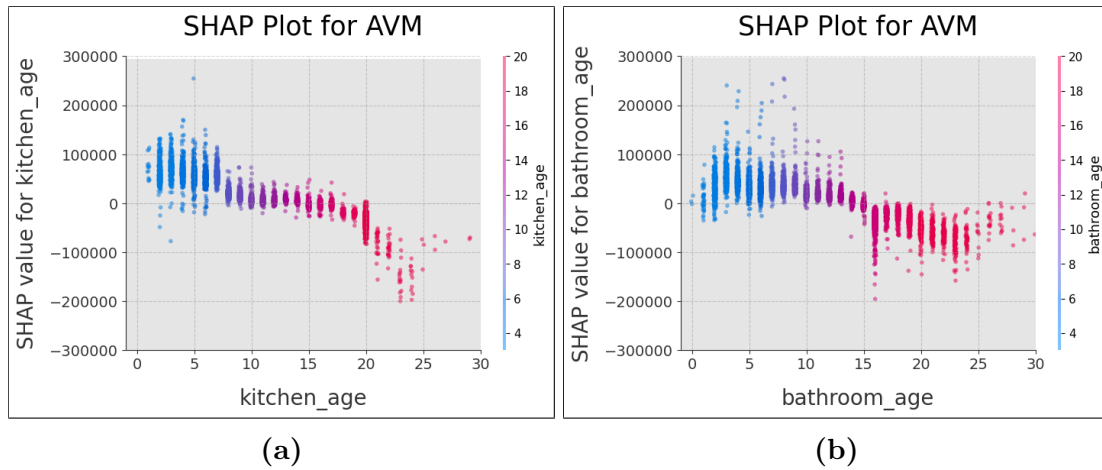 SHAP Plot for AVM
300000
200000
100000
0
−100000
−200000
−300000
SHAP value for kitchen_age
0 5 10 15 20 25 30
kitchen_age
20
18
16
14
12
10
8
6
4
kitchen_age
SHAP Plot for AVM
300000
200000
100000
0
−100000
−200000
−300000
SHAP value for bathroom_age
0 5 10 15 20 25 30
bathroom_age
20
18
16
14
12
10
8
6
4
bathroom_age
(a) (b)